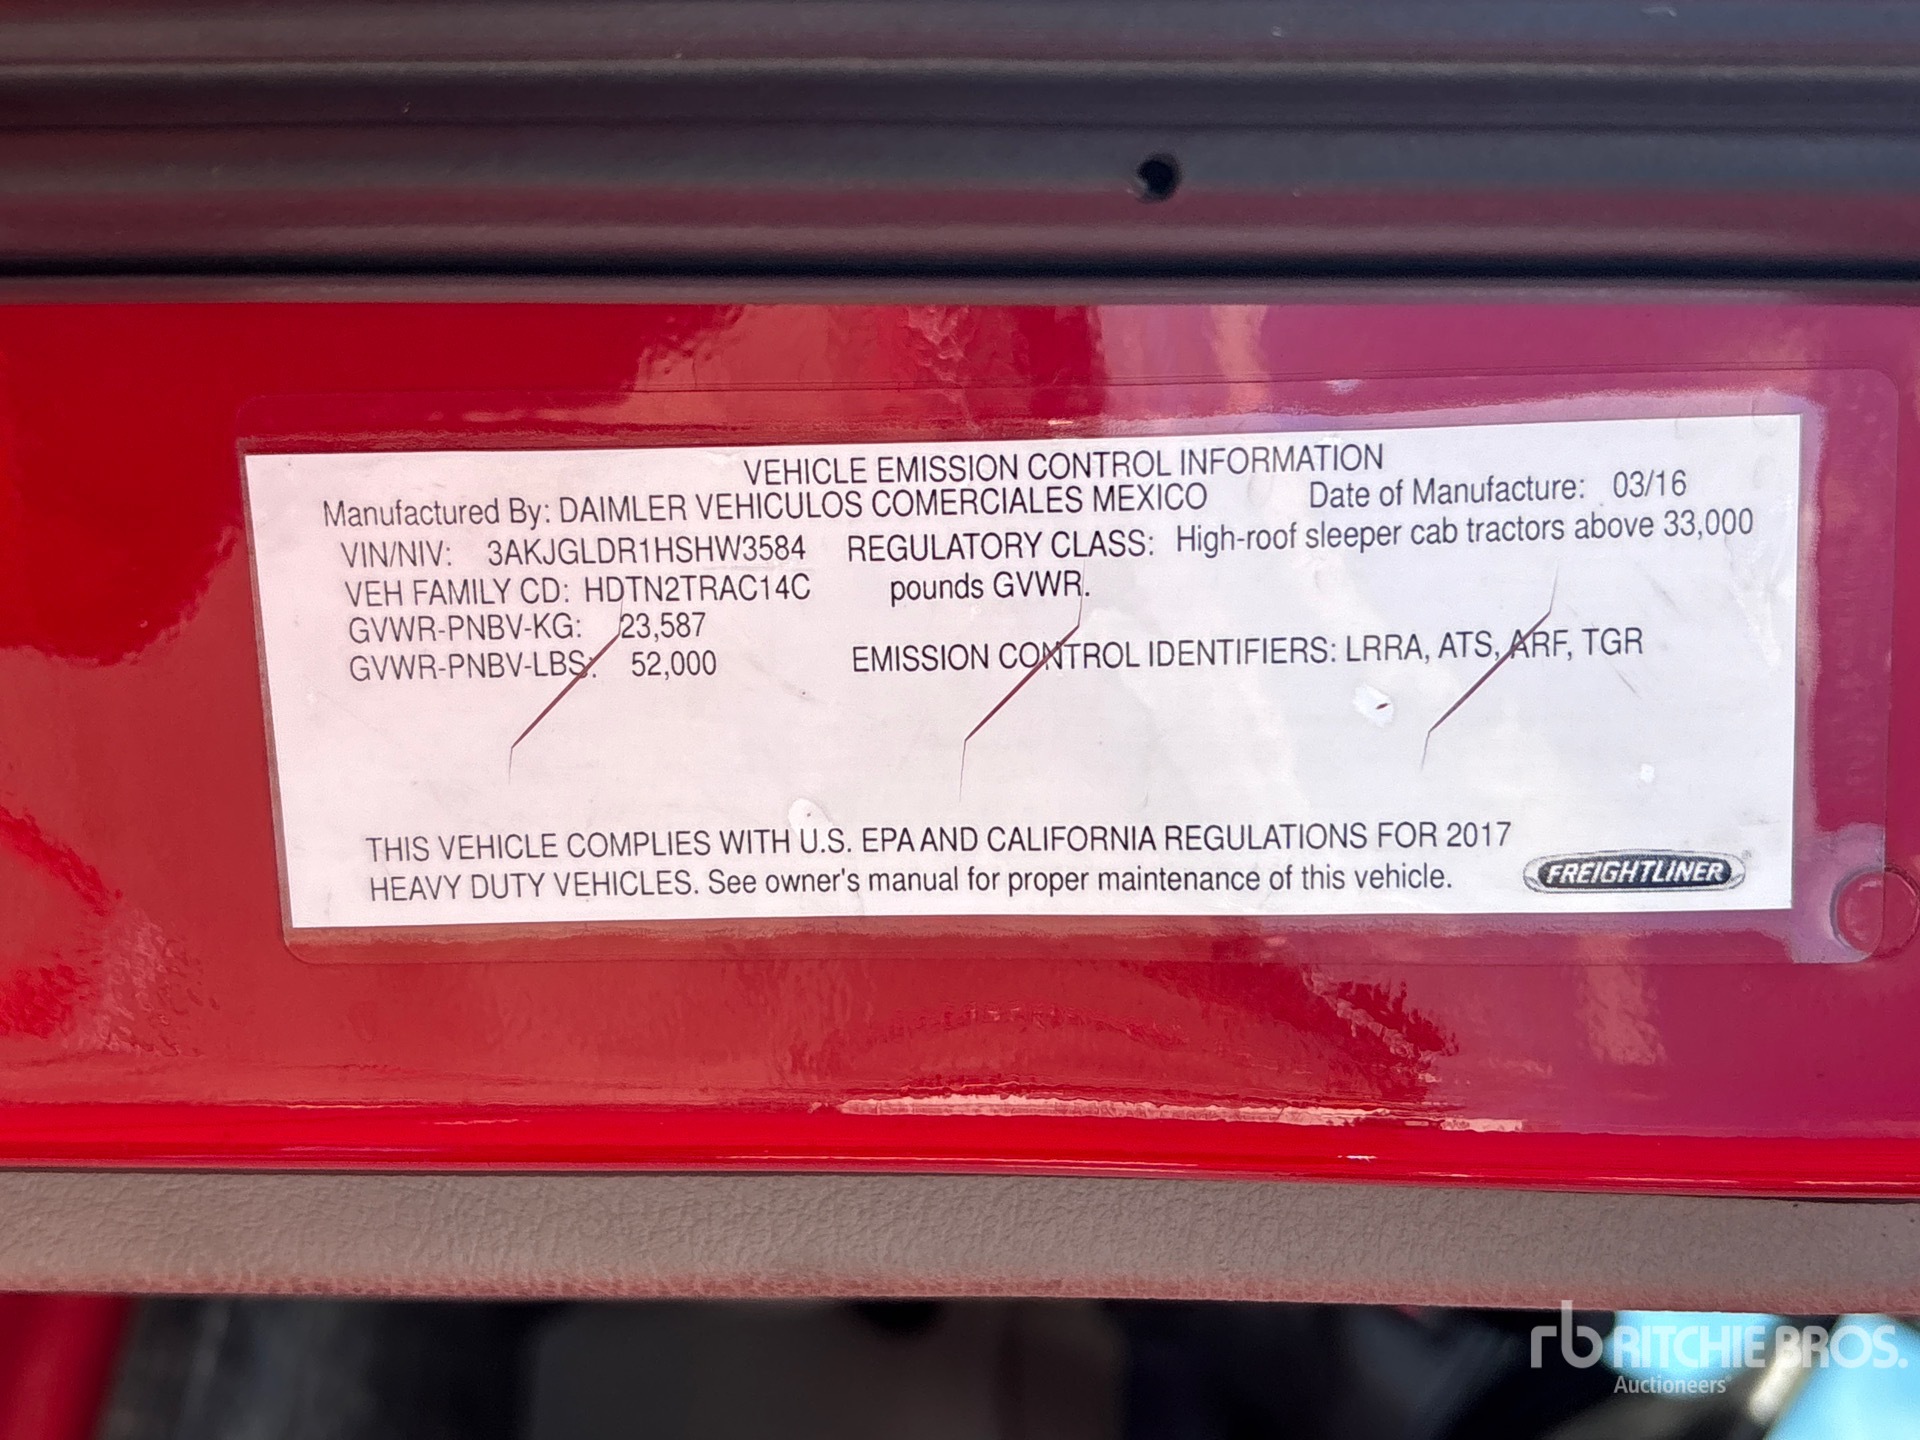 VEHICLE EMISSION CONTROL INFORMATION
Manufactured By: DAIMLER VEHICULOS COMERCIALES MEXICO Date of Manufacture: 03/16
VIN/NIV: 3AKJGLDR1HSHW3584 REGULATORY CLASS: High-roof sleeper cab tractors above 33,000
VEH FAMILY CD: HDTN2TRAC14C pounds GVWR.
GVWR-PNBV-KG: 23,587
GVWR-PNBV-LBS: 52,000 EMISSION CONTROL IDENTIFIERS: LRRA, ATS, ARF, TGR
THIS VEHICLE COMPLIES WITH U.S. EPA AND CALIFORNIA REGULATIONS FOR 2017
HEAVY DUTY VEHICLES. See owner's manual for proper maintenance of this vehicle.
FREIGHTLINER
rb RITCHIE BROS.
Auctioneers